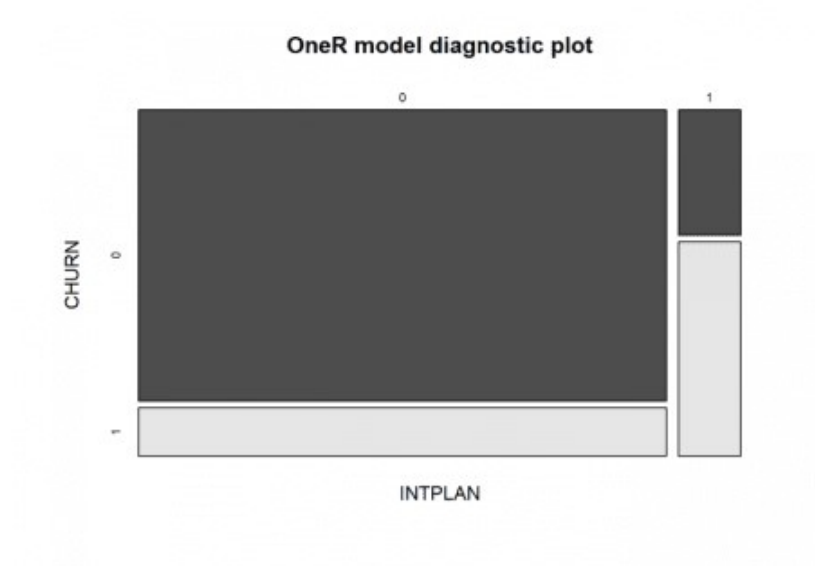 OneR model diagnostic plot
0 1
CHURN
0
1
INTPLAN